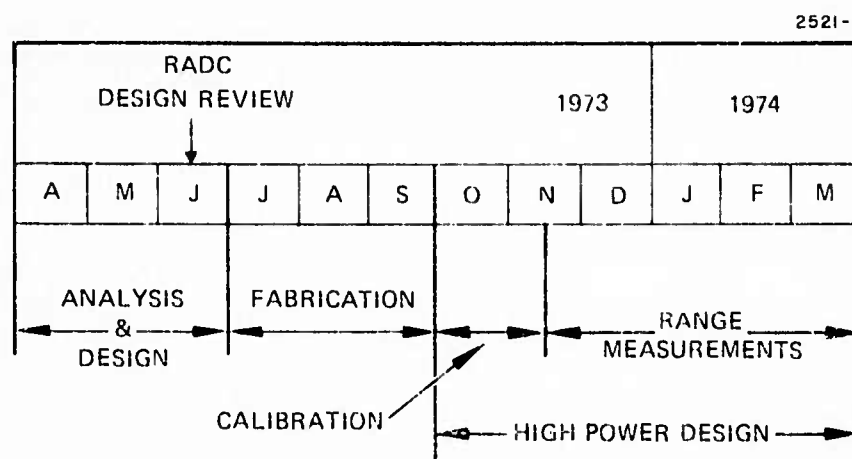 2521-
RADC
DESIGN REVIEW
1973 1974
A M J J A S O N D J F M
ANALYSIS
&
DESIGN
FABRICATION
RANGE
MEASUREMENTS
CALIBRATION
HIGH POWER DESIGN